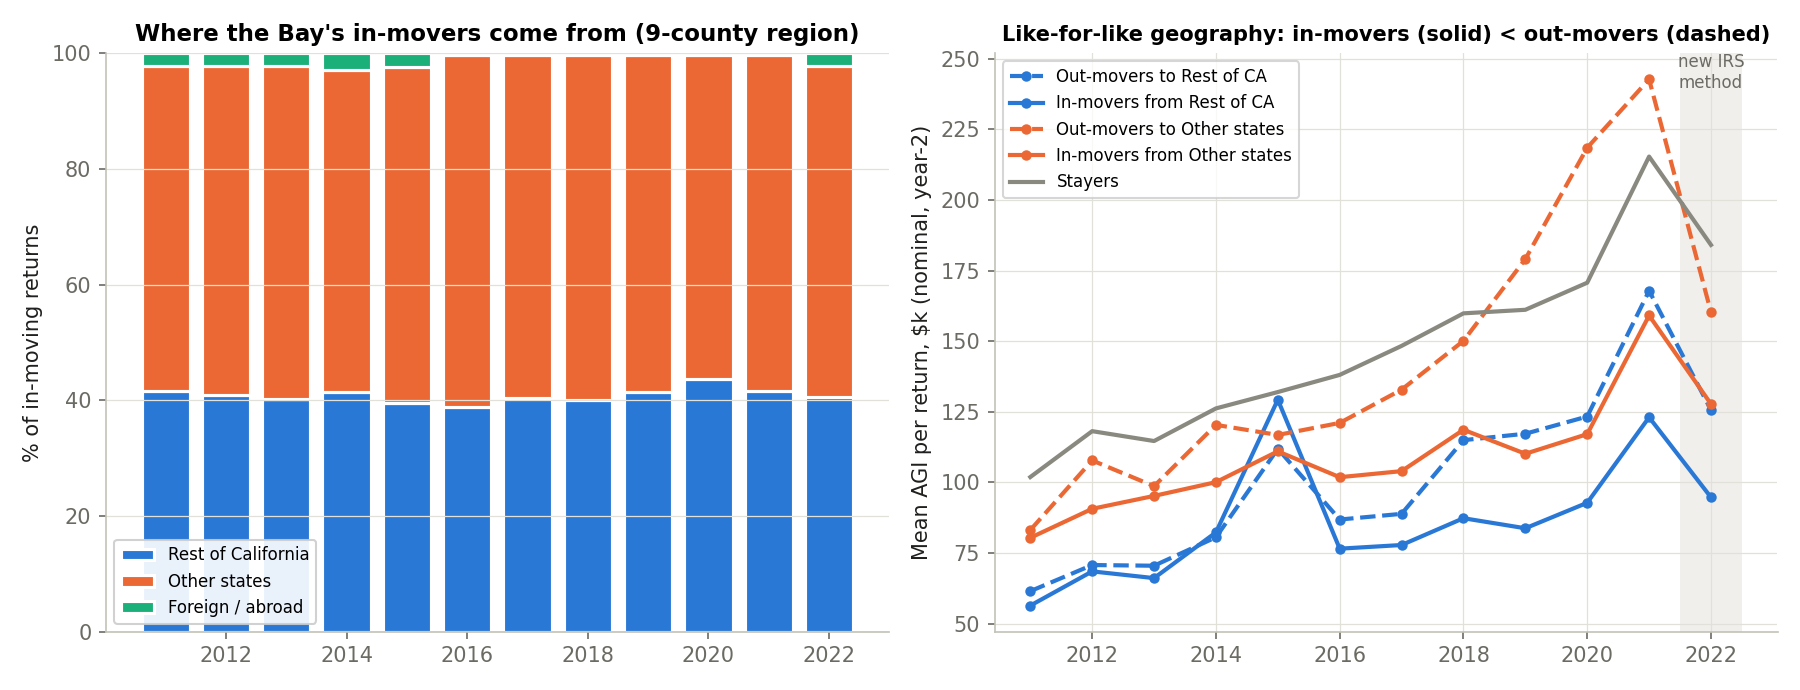 Where the Bay's in-movers come from (9-county region)
% of in-moving returns
100
80
60
40
20
0
Rest of California
Other states
Foreign / abroad
2012
2014
2016
2018
2020
2022
Like-for-like geography: in-movers (solid) < out-movers (dashed)
Mean AGI per return, $k (nominal, year-2)
250
225
200
175
150
125
100
75
50
Out-movers to Rest of CA
In-movers from Rest of CA
Out-movers to Other states
In-movers from Other states
Stayers
new IRS
method
2012
2014
2016
2018
2020
2022